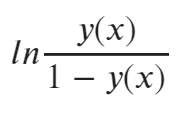 ln y(x) / 1 − y(x)